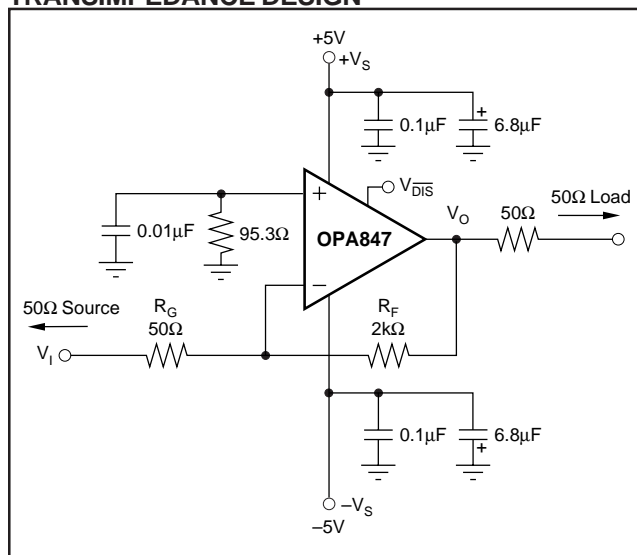 TRANSIMPEDANCE DESIGN
+5V
+VS
0.1μF
6.8μF
+
VDIS
0.01μF
95.3Ω
+
OPA847
−
VO
50Ω
50Ω Load
50Ω Source
RG
50Ω
VI
RF
2kΩ
0.1μF
6.8μF
+
−VS
−5V